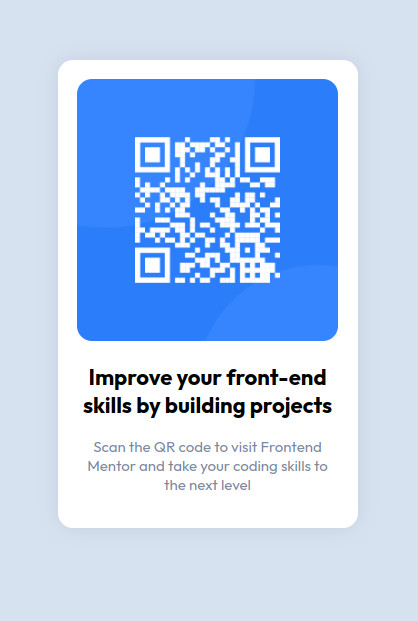 Improve your front-end
skills by building projects
Scan the QR code to visit Frontend
Mentor and take your coding skills to
the next level